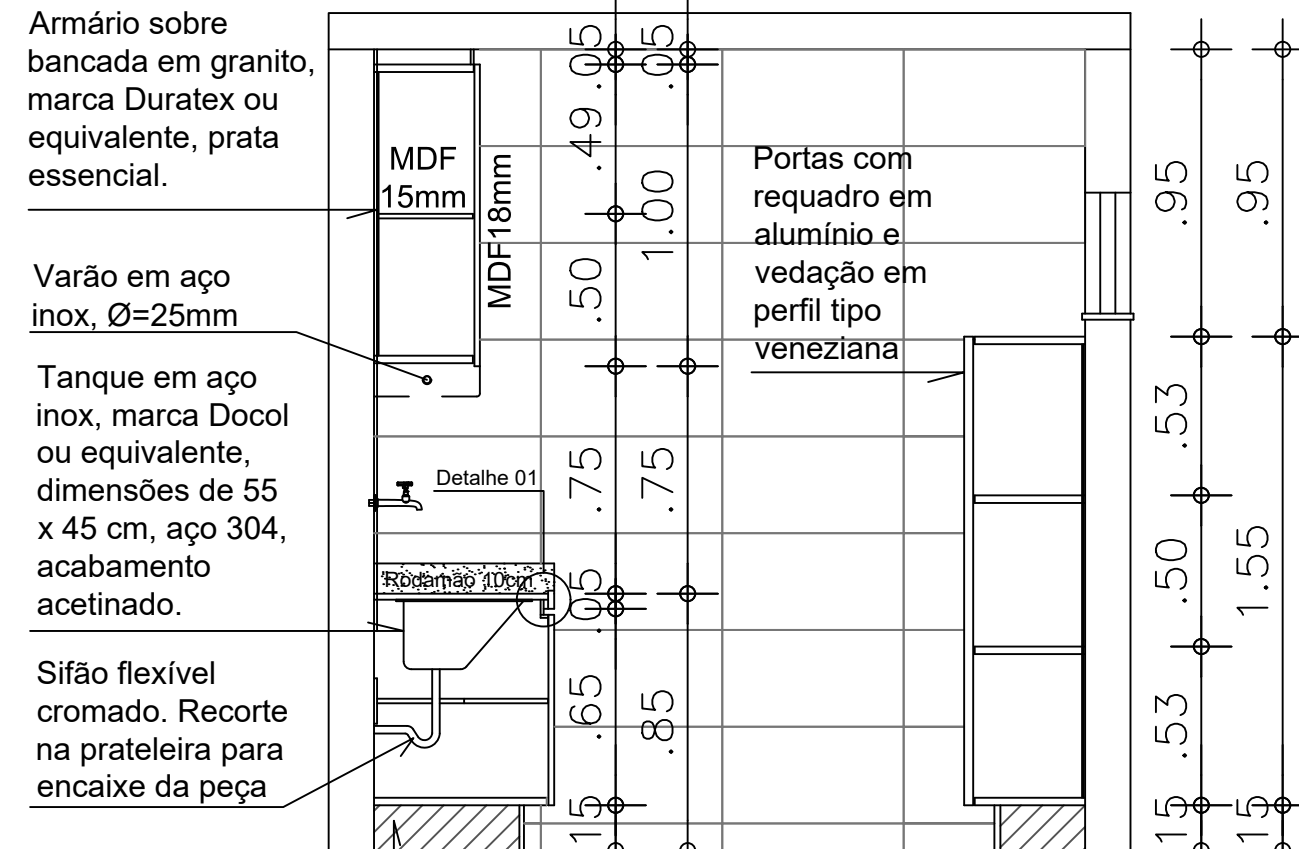 Armário sobre
bancada em granito,
marca Duratex ou
equivalente, prata
essencial.
MDF
15mm
MDF18mm
Varão em aço
inox, Ø=25mm
Tanque em aço
inox, marca Docol
ou equivalente,
dimensões de 55
x 45 cm, aço 304,
acabamento
acetinado.
Detalhe 01
Rodamão 10cm
Sifão flexível
cromado. Recorte
na prateleira para
encaixe da peça
Portas com
requadro em
alumínio e
vedação em
perfil tipo
veneziana
.05
.49
.50
.75
.05
.65
15
.05
1.00
.75
.85
.95
.53
.50
.53
15
.95
1.55
15